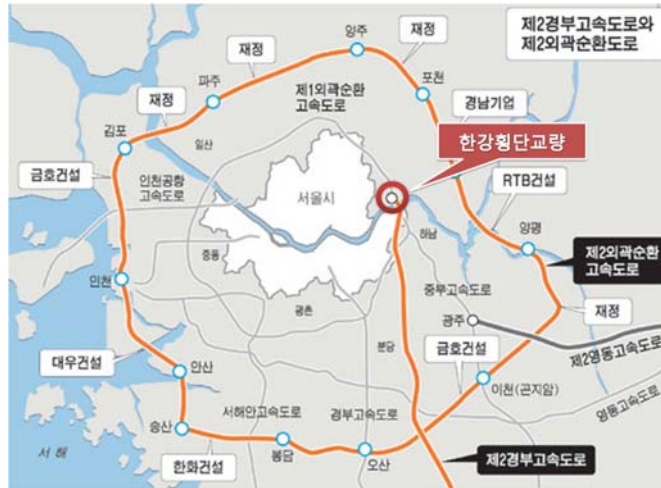 제2경부고속도로와
제2외곽순환도로
재정
양주
재정
파주
제1외곽순환
고속도로
포천
재정
경남기업
김포
일산
한강횡단교량
금호건설
인천공항
고속도로
서울시
RTB건설
하남
양평
중동
제2외곽순환
고속도로
인천
중부고속도로
광촌
광주
재정
분당
대우건설
금호건설
제2영동고속도로
안산
이천(곤지암)
서해안고속도로
경부고속도로
영동고속도로
송산
서해
봉담
오산
한화건설
제2경부고속도로